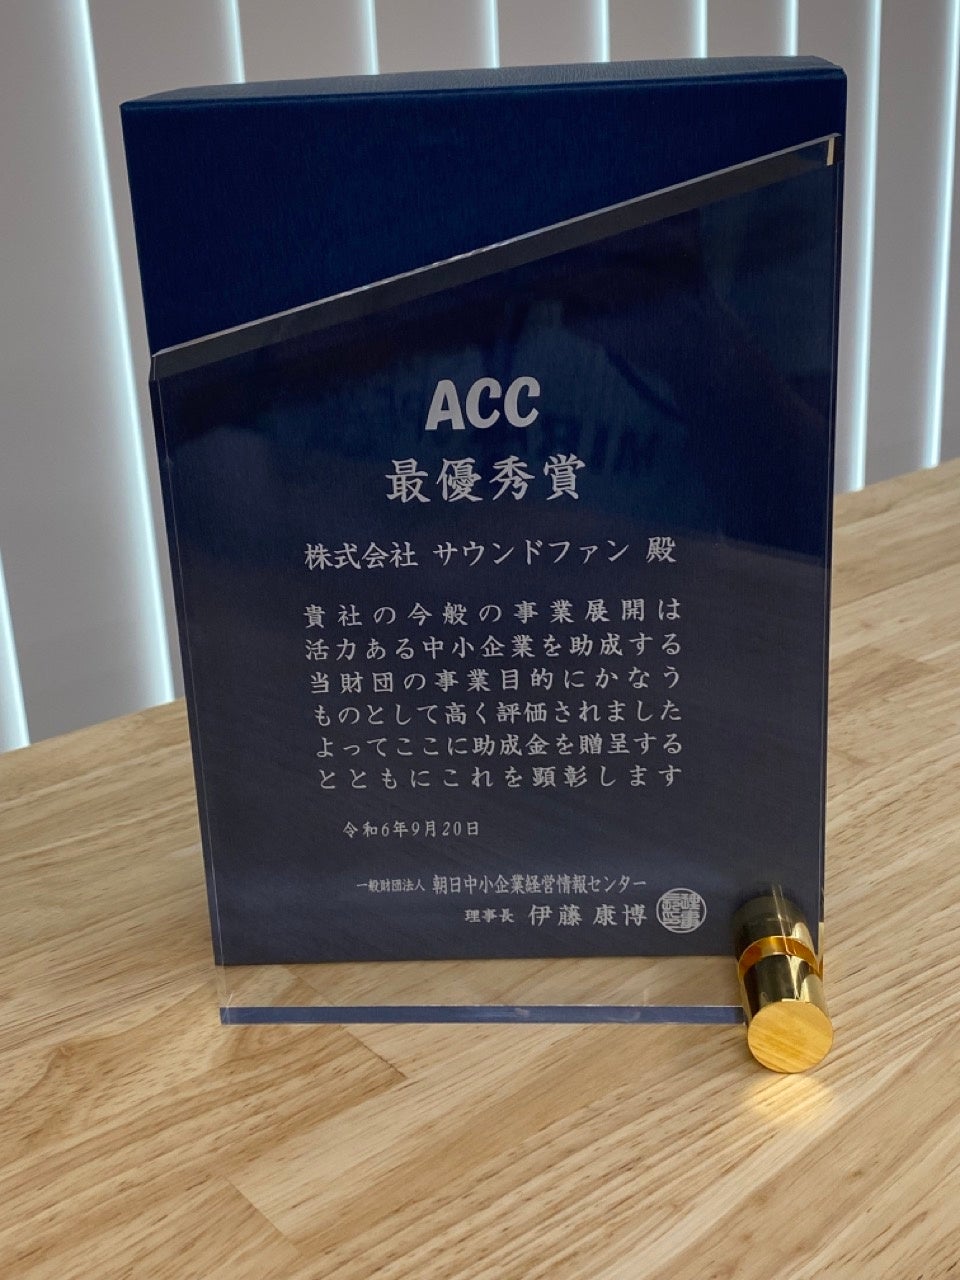 ACC
最優秀賞
株式会社 サウンドファン 殿
貴社の今般の事業展開は
活力ある中小企業を助成する
当財団の事業目的にかなう
ものとして高く評価されました
よってここに助成金を贈呈する
とともにこれを顕彰します
令和6年9月20日
一般財団法人 朝日中小企業経営情報センター
理事長 伊藤 康博